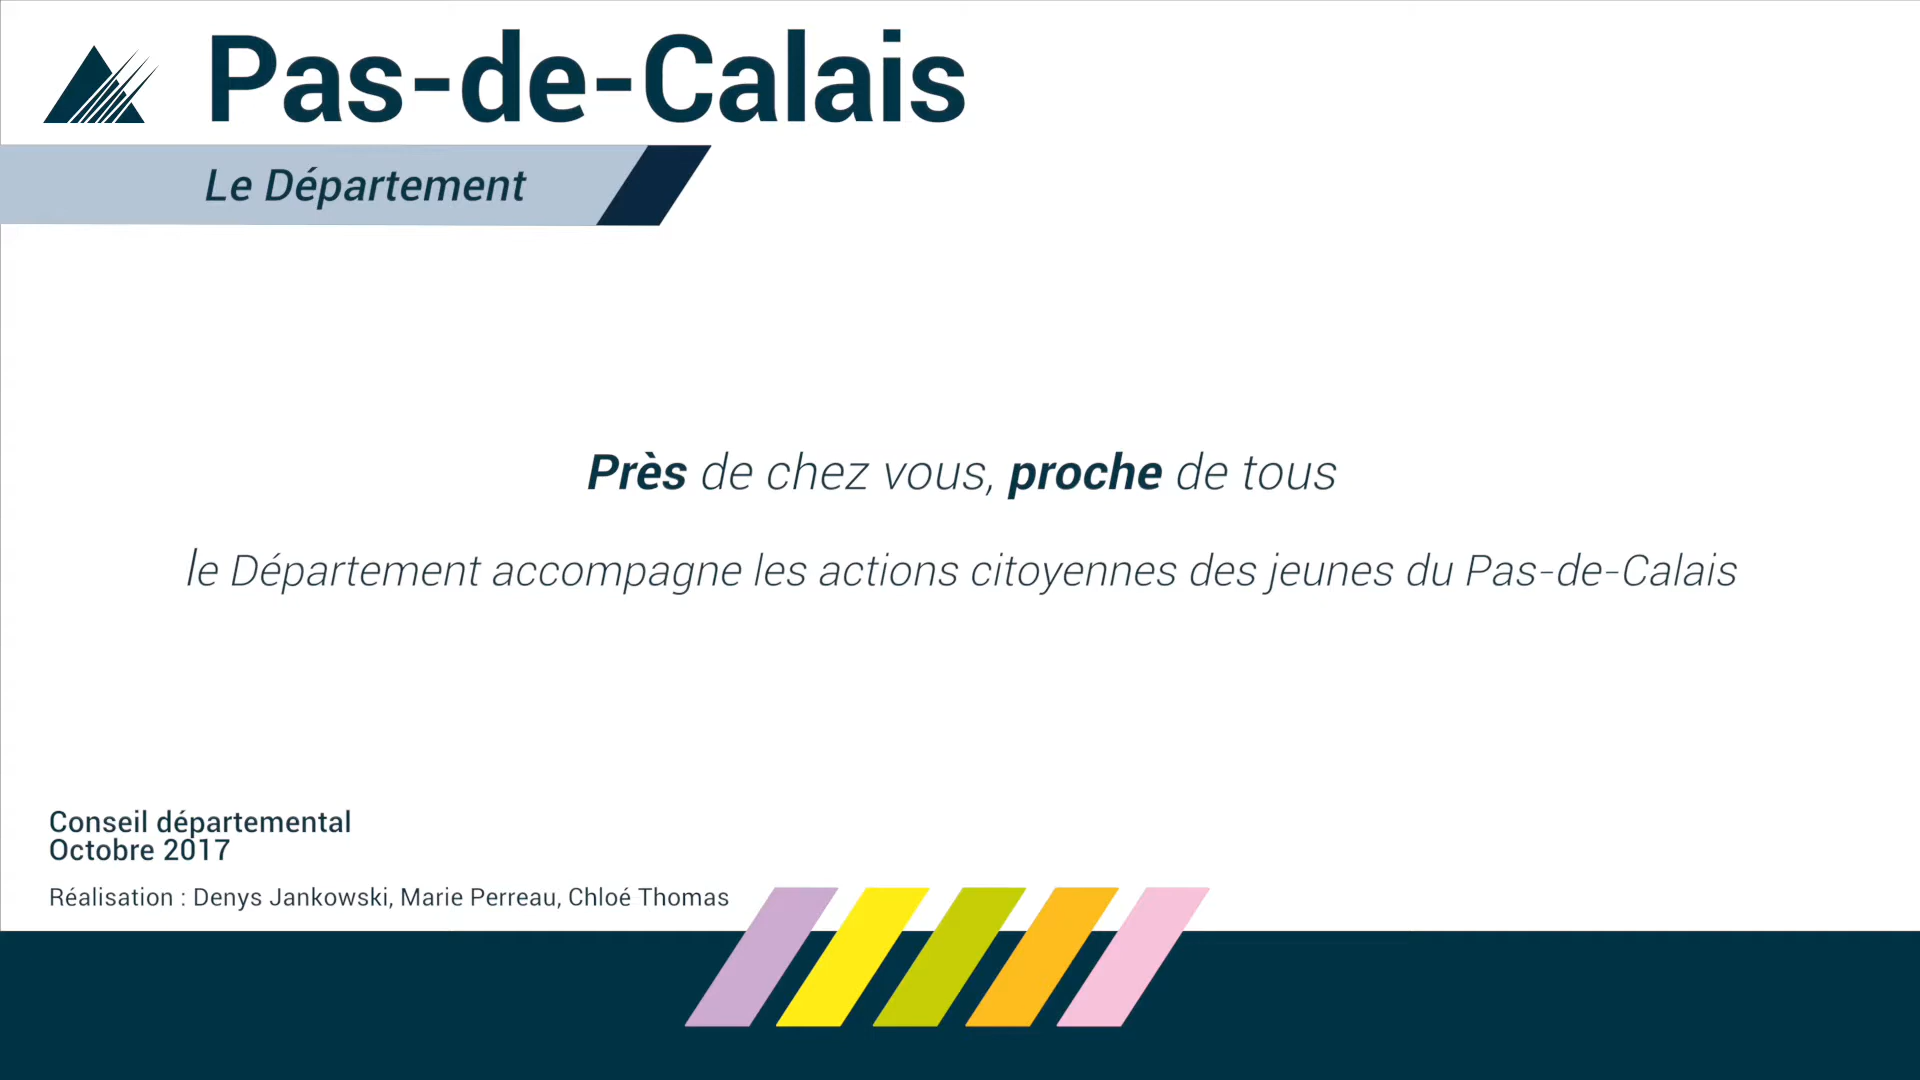 Pas-de-Calais
Le Département
Près de chez vous, proche de tous
le Département accompagne les actions citoyennes des jeunes du Pas-de-Calais
Conseil départemental
Octobre 2017
Réalisation : Denys Jankowski, Marie Perreau, Chloé Thomas